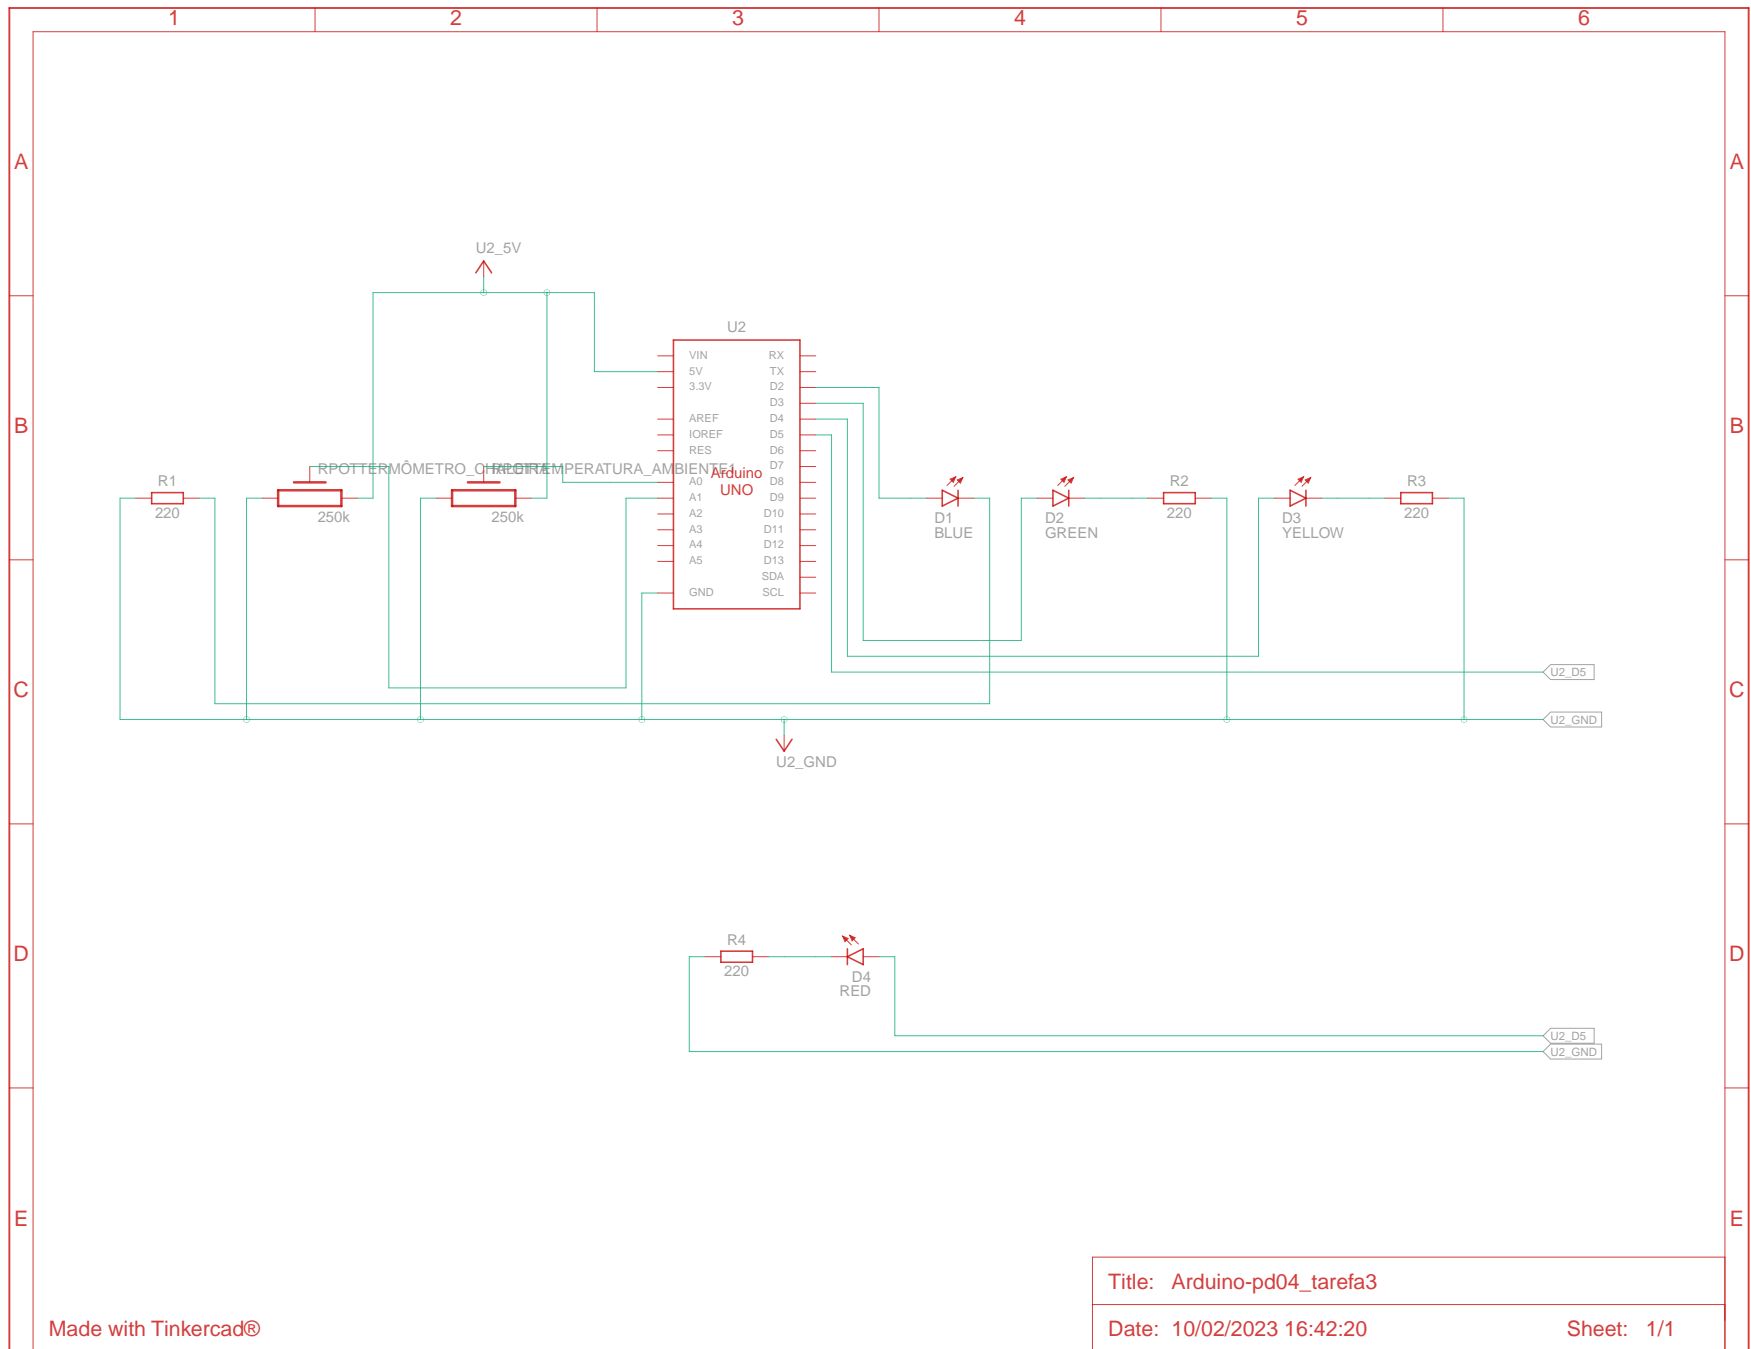 1 2 3 4 5 6
A A
U2_5V
U2
VIN RX
5V TX
3.3V D2
D3
AREF D4
IOREF D5
RES D6
D7
A0 D8
A1 D9
A2 D10
A3 D11
A4 D12
A5 D13
SDA
GND SCL
Arduino
UNO
B B
RPOTTERMÔMETRO_
TEMPERATURA_AMBIENTE1
R1
220
250k
250k
D1
BLUE
D2
GREEN
R2
220
D3
YELLOW
R3
220
U2_D5
C C
U2_GND
U2_GND
R4
220
D4
RED
D D
U2_D5
U2_GND
E E
Title: Arduino-pd04_tarefa3
Made with Tinkercad®
Date: 10/02/2023 16:42:20 Sheet: 1/1